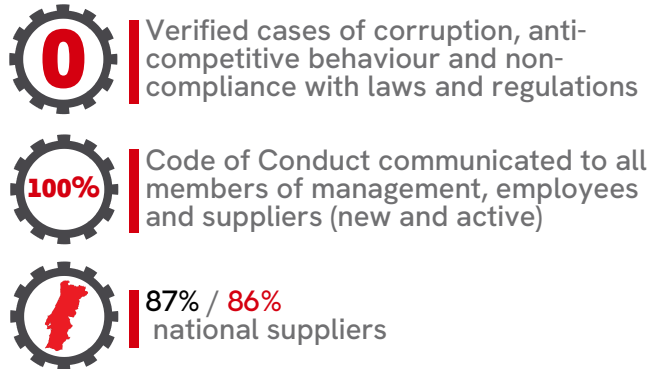 0
Verified cases of corruption, anti-
competitive behaviour and non-
compliance with laws and regulations
100%
Code of Conduct communicated to all
members of management, employees
and suppliers (new and active)
87% / 86%
national suppliers